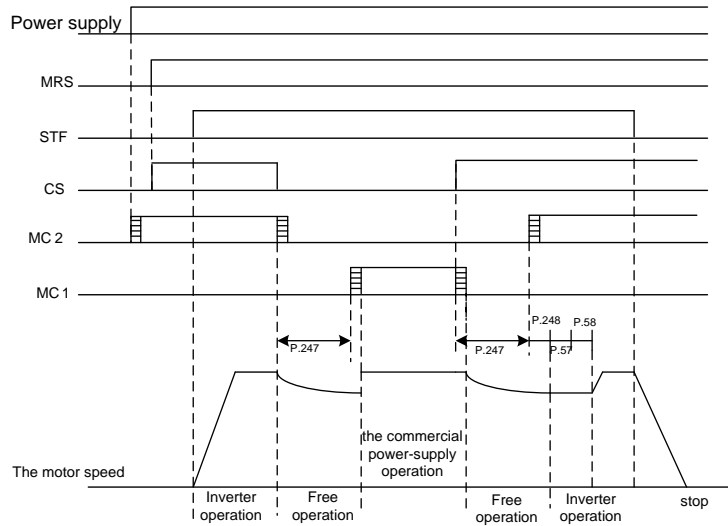 Power supply
MRS
STF
CS
MC 2
MC 1
P.247
P.247
P.248
P.57
P.58
the commercial
power-supply
operation
The motor speed
Inverter
operation
Free
operation
Free
operation
Inverter
operation
stop